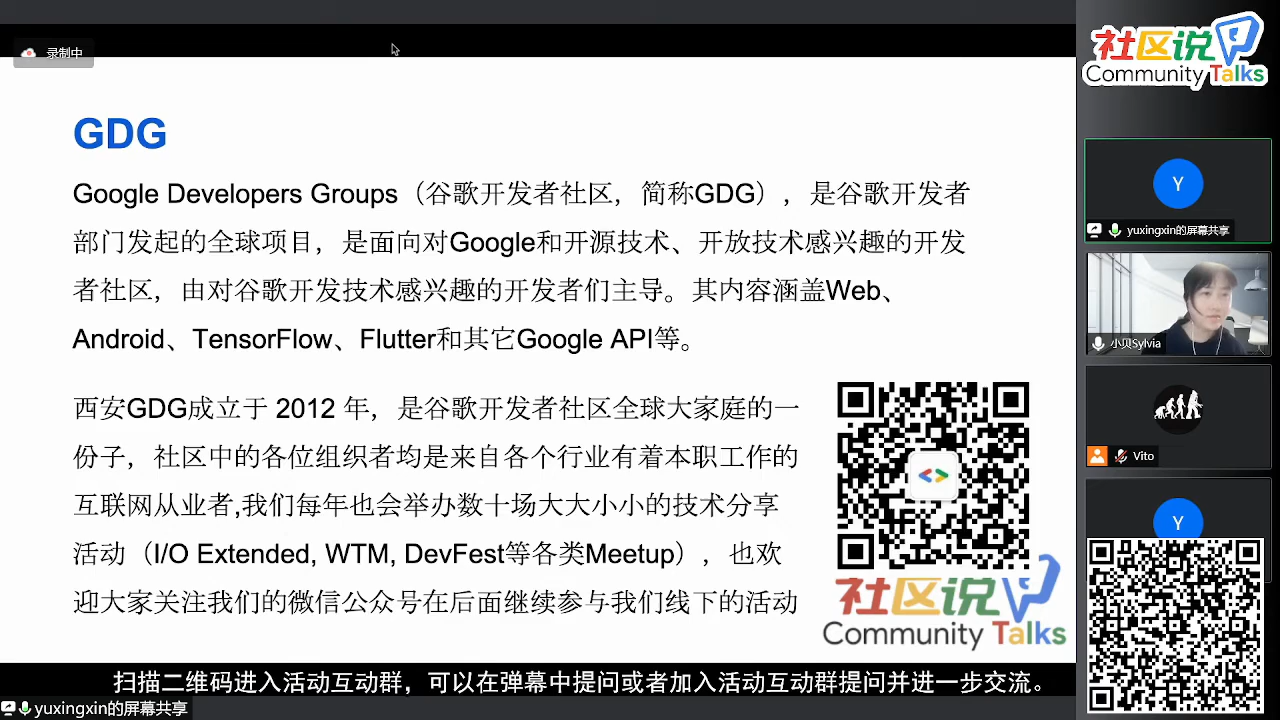 录制中
GDG
Google Developers Groups（谷歌开发者社区，简称GDG），是谷歌开发者
部门发起的全球项目，是面向对Google和开源技术、开放技术感兴趣的开发
者社区，由对谷歌开发技术感兴趣的开发者们主导。其内容涵盖Web、
Android、TensorFlow、Flutter和其它Google API等。
西安GDG成立于 2012 年，是谷歌开发者社区全球大家庭的一
份子，社区中的各位组织者均是来自各个行业有着本职工作的
互联网从业者,我们每年也会举办数十场大大小小的技术分享
活动（I/O Extended, WTM, DevFest等各类Meetup），也欢
迎大家关注我们的微信公众号在后面继续参与我们线下的活动
社区说
Community Talks
扫描二维码进入活动互动群，可以在弹幕中提问或者加入活动互动群提问并进一步交流。
yuxingxin的屏幕共享
社区说
Community Talks
Y
yuxingxin的屏幕共享
小贝Sylvia
Vito
Y